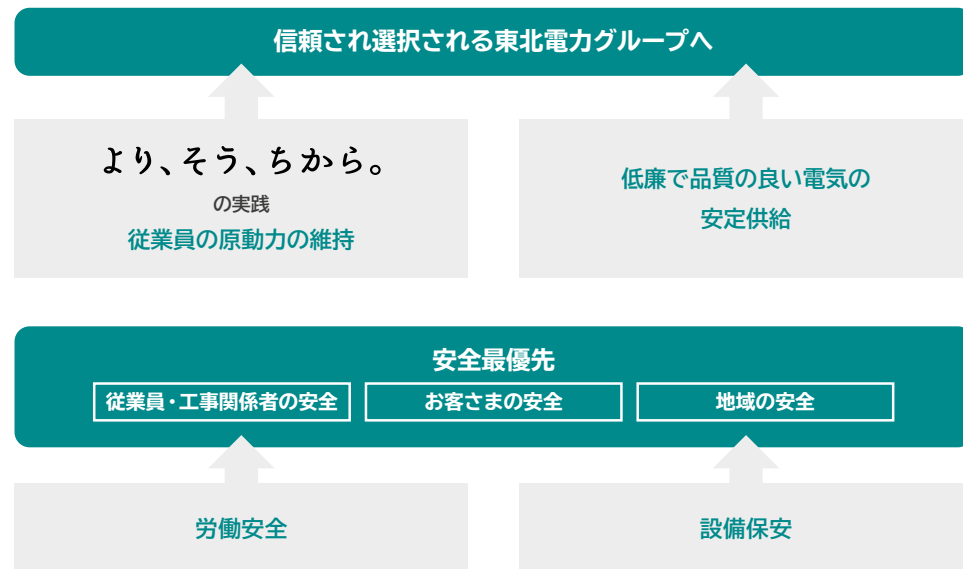 信頼され選択される東北電力グループへ
より、そう、ちから。
の実践
従業員の原動力の維持
低廉で品質の良い電気の
安定供給
安全最優先
従業員・工事関係者の安全
お客さまの安全
地域の安全
労働安全
設備保安